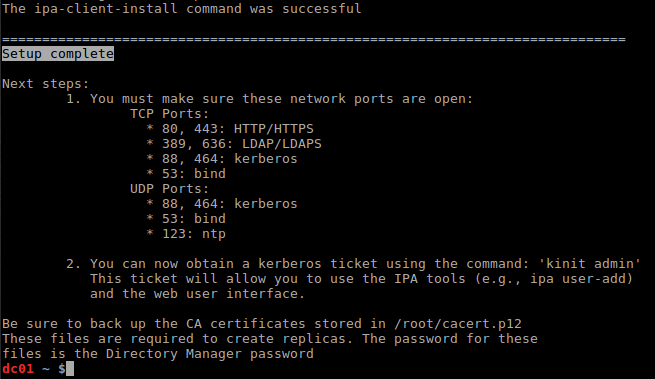 The ipa-client-install command was successful
==============================================================================
Setup complete
Next steps:
1. You must make sure these network ports are open:
TCP Ports:
* 80, 443: HTTP/HTTPS
* 389, 636: LDAP/LDAPS
* 88, 464: kerberos
* 53: bind
UDP Ports:
* 88, 464: kerberos
* 53: bind
* 123: ntp
2. You can now obtain a kerberos ticket using the command: 'kinit admin'
This ticket will allow you to use the IPA tools (e.g., ipa user-add)
and the web user interface.
Be sure to back up the CA certificates stored in /root/cacert.p12
These files are required to create replicas. The password for these
files is the Directory Manager password
dc01 ~ $